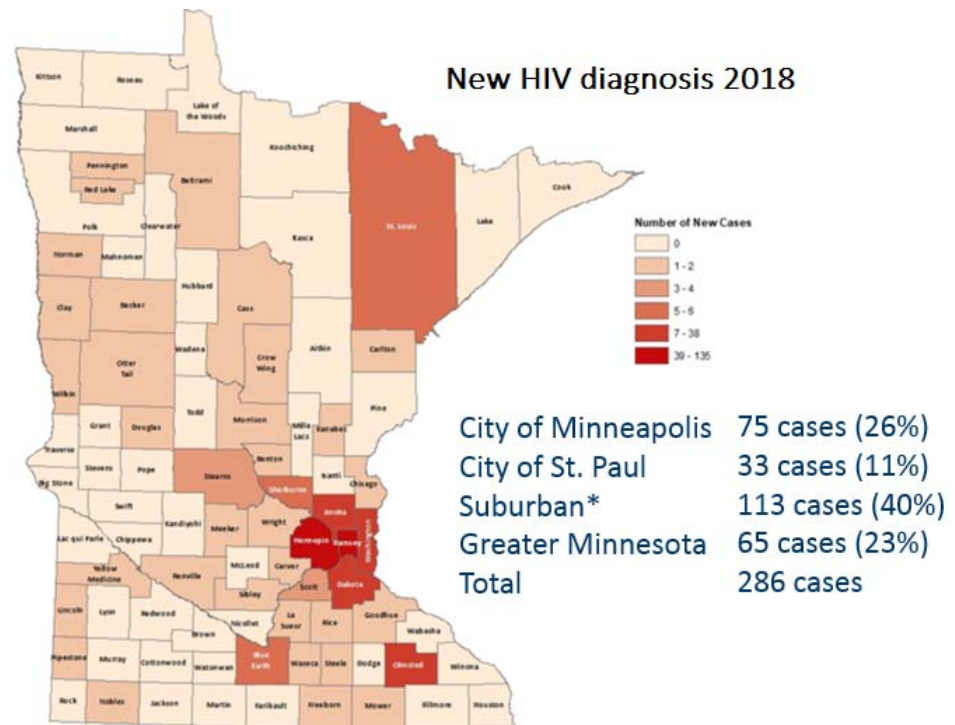 New HIV diagnosis 2018
Kittson
Roseau
Lake of
the Woods
Marshall
Koochiching
Pennington
Red Lake
Beltrami
Cook
Polk
Clearwater
St. Louis
Lake
Itasca
Norman
Mahnomen
Hubbard
Cass
Clay
Becker
Wadena
Crow
Wing
Aitkin
Carlton
Otter
Tail
Wilkin
Todd
Morrison
Mille
Lacs
Kanabec
Pine
Grant
Douglas
Traverse
Benton
Stevens
Pope
Stearns
Isanti
Big Stone
Sherburne
Chisago
Swift
Anoka
Kandiyohi
Meeker
Wright
Hennepin
Ramsey
Washington
Lac qui Parle
Chippewa
McLeod
Carver
Yellow
Medicine
Renville
Scott
Dakota
Sibley
Lincoln
Lyon
Redwood
Nicollet
Le
Sueur
Rice
Goodhue
Brown
Wabasha
Pipestone
Murray
Cottonwood
Watonwan
Blue
Earth
Waseca
Steele
Dodge
Olmsted
Winona
Rock
Nobles
Jackson
Martin
Faribault
Freeborn
Mower
Fillmore
Houston
Number of New Cases
0
1 - 2
3 - 4
5 - 6
7 - 38
39 - 135
City of Minneapolis 75 cases (26%)
City of St. Paul 33 cases (11%)
Suburban* 113 cases (40%)
Greater Minnesota 65 cases (23%)
Total 286 cases